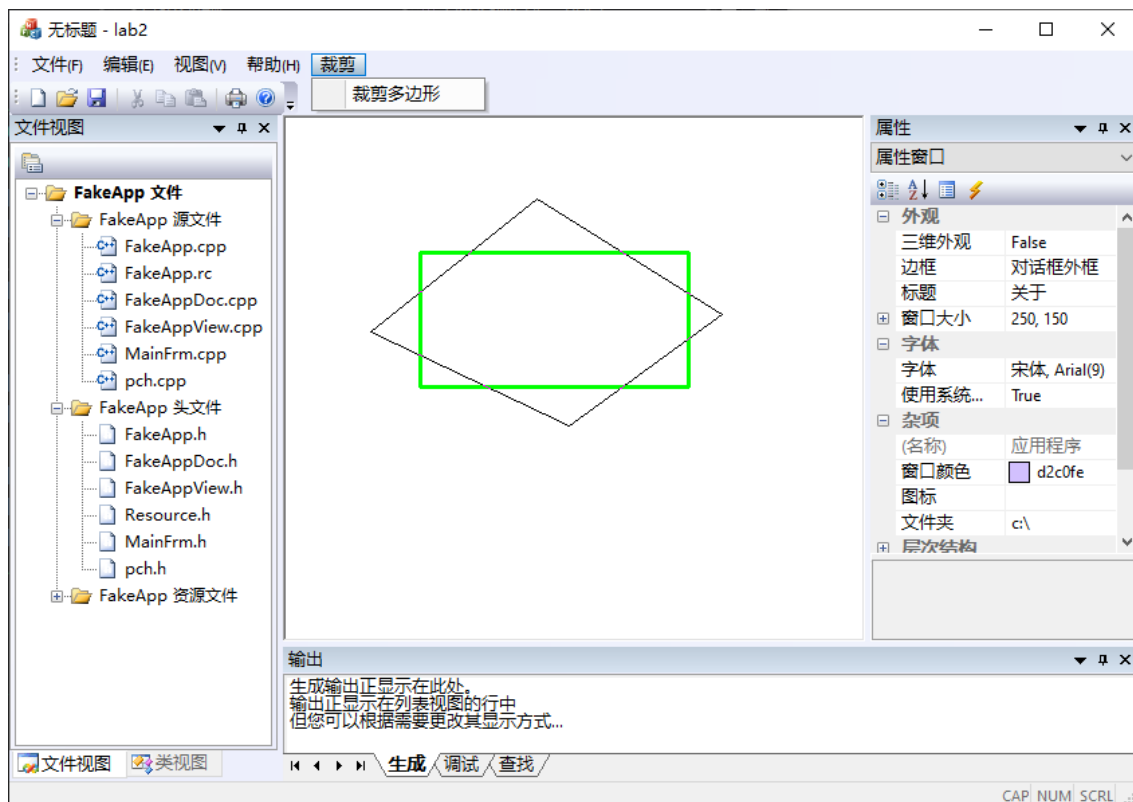 无标题 - lab2
文件(F) 编辑(E) 视图(V) 帮助(H) 裁剪
裁剪多边形
文件视图
FakeApp 文件
FakeApp 源文件
FakeApp.cpp
FakeApp.rc
FakeAppDoc.cpp
FakeAppView.cpp
MainFrm.cpp
pch.cpp
FakeApp 头文件
FakeApp.h
FakeAppDoc.h
FakeAppView.h
Resource.h
MainFrm.h
pch.h
FakeApp 资源文件
文件视图 类视图
属性
属性窗口
外观
三维外观 False
边框 对话框外框
标题 关于
窗口大小 250, 150
字体
字体 宋体, Arial(9)
使用系统... True
杂项
(名称) 应用程序
窗口颜色 d2c0fe
图标
文件夹 c:\
层次结构
输出
生成输出正显示在此处。
输出正显示在列表视图的行中
但您可以根据需要更改其显示方式...
生成 调试 查找
CAP NUM SCRL